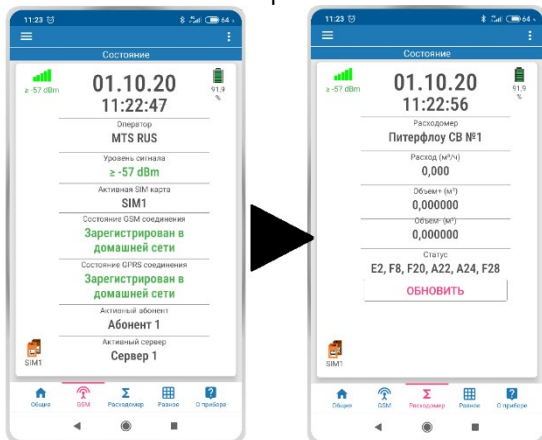 11:23
64
Состояние
≥ -57 dBm
01.10.20
11:22:47
91,9
%
Оператор
MTS RUS
Уровень сигнала
≥ -57 dBm
Активная SIM карта
SIM1
Состояние GSM соединения
Зарегистрирован в
домашней сети
Состояние GPRS соединения
Зарегистрирован в
домашней сети
Активный абонент
Абонент 1
Активный сервер
Сервер 1
SIM1
Общие
GSM
Расходомер
Разное
О приборе
11:23
64
Состояние
≥ -57 dBm
01.10.20
11:22:56
91,9
%
Расходомер
Питерфлоу СВ №1
Расход (м³/ч)
0,000
Объем+ (м³)
0,000000
Объем- (м³)
0,000000
Статус
E2, F8, F20, A22, A24, F28
ОБНОВИТЬ
SIM1
Общие
GSM
Расходомер
Разное
О приборе